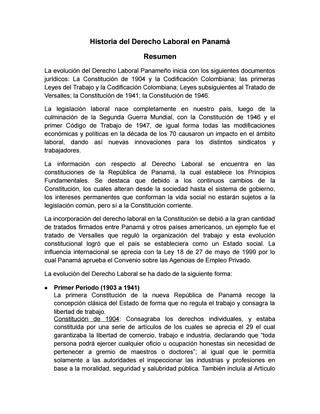 Historia del Derecho Laboral en Panamá
Resumen
La evolución del Derecho Laboral Panameño inicia con los siguientes documentos
jurídicos: La Constitución de 1904 y la Codificación Colombiana; las primeras
Leyes del Trabajo y la Codificación Colombiana; Leyes subsiguientes al Tratado de
Versalles; la Constitución de 1941; la Constitución de 1946.
La legislación laboral nace completamente en nuestro país, luego de la
culminación de la Segunda Guerra Mundial, con la Constitución de 1946 y el
primer Código de Trabajo de 1947, de igual forma todas las modificaciones
económicas y políticas en la década de los 70 causaron un impacto en el ámbito
laboral, dando así nuevas innovaciones para los distintos sindicatos y
trabajadores.
La información con respecto al Derecho Laboral se encuentra en las
constituciones de la República de Panamá, la cual establece los Principios
Fundamentales. Se destaca que debido a los continuos cambios de la
Constitución, los cuales alteran desde la sociedad hasta el sistema de gobierno,
los intereses permanentes que conforman la vida social no estarán sujetos a la
legislación común, pero si a la Constitución corriente.
La incorporación del derecho laboral en la Constitución se debió a la gran cantidad
de tratados firmados entre Panamá y otros países americanos, un ejemplo fue el
tratado de Versalles que reguló la organización del trabajo y esta evolución
constitucional logró que el país se estableciera como un Estado social. La
influencia internacional se aprecia con la Ley 18 de 27 de mayo de 1999 por lo
cual Panamá aprueba el Convenio sobre las Agencias de Empleo Privado.
La evolución del Derecho Laboral se ha dado de la siguiente forma:
• Primer Periodo (1903 a 1941)
La primera Constitución de la nueva República de Panamá recoge la
concepción clásica del Estado de forma que no regula el trabajo y consagra la
libertad de trabajo.
Constitución de 1904: Consagraba los derechos individuales, y estaba
constituida por una serie de artículos de los cuales se aprecia el 29 el cual
garantizaba la libertad de comercio, trabajo e industria, declarando que "toda
persona podrá ejercer cualquier oficio u ocupación honestas sin necesidad de
pertenecer a gremio de maestros o doctores"; al igual que le permitía
solamente a las autoridades el inspeccionar las industrias y profesiones en
base a la moralidad, seguridad y salubridad pública. También incluía al Artículo